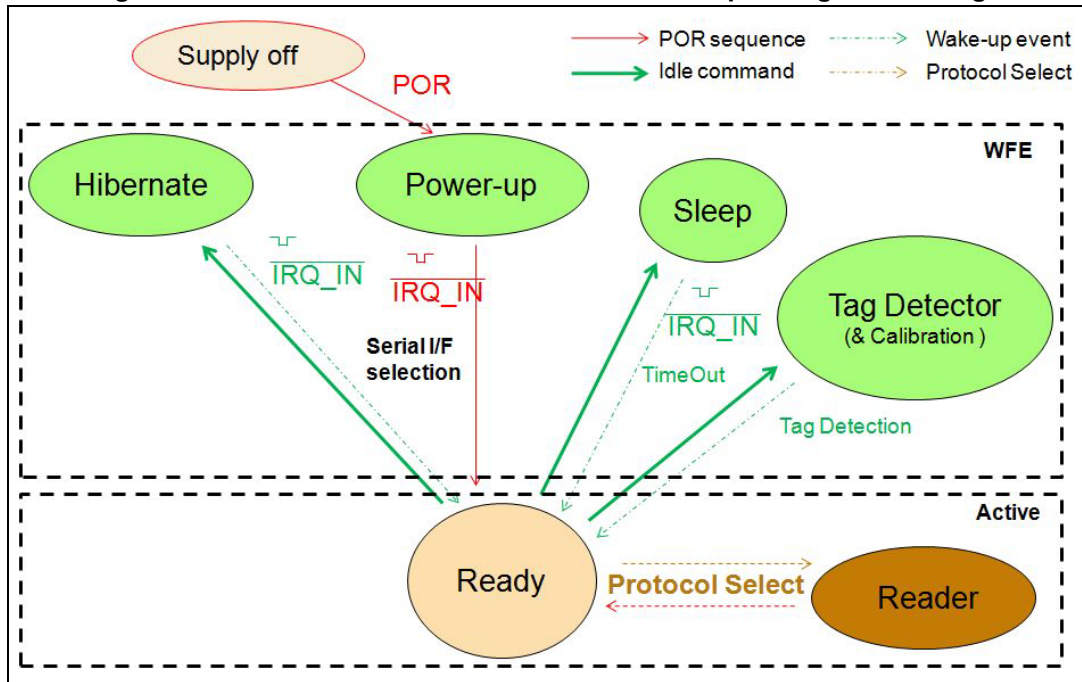 Supply off
POR
POR sequence
Idle command
Wake-up event
Protocol Select
WFE
Hibernate
Power-up
Sleep
Tag Detector
(& Calibration )
IRQ_IN
IRQ_IN
IRQ_IN
Serial I/F
selection
TimeOut
Tag Detection
Active
Ready
Protocol Select
Reader